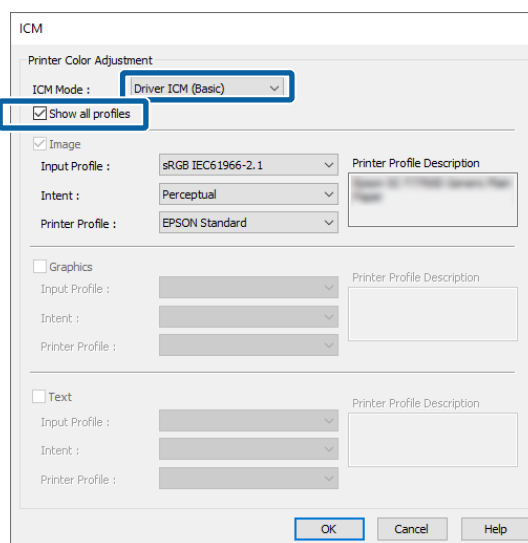 ICM
Printer Color Adjustment
ICM Mode : Driver ICM (Basic)
Show all profiles
Image
Input Profile : sRGB IEC61966-2.1 Printer Profile Description
Intent : Perceptual
Printer Profile : EPSON Standard
Graphics
Input Profile : Printer Profile Description
Intent :
Printer Profile :
Text
Input Profile : Printer Profile Description
Intent :
Printer Profile :
OK Cancel Help